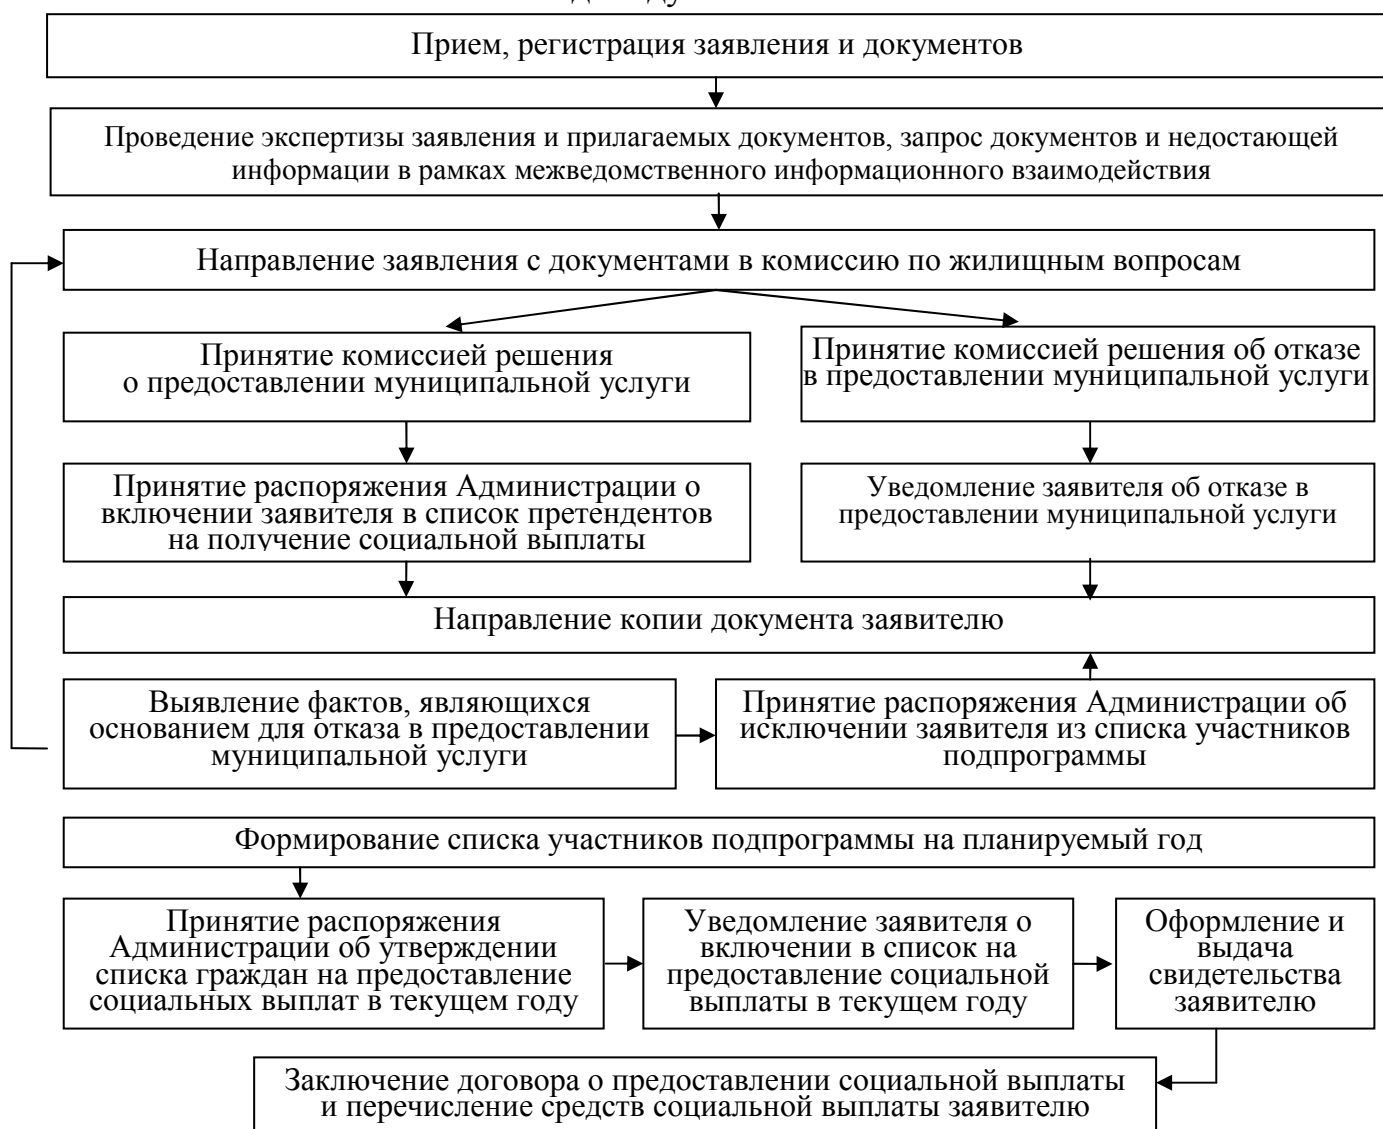 Прием, регистрация заявления и документов
Проведение экспертизы заявления и прилагаемых документов, запрос документов и недостающей
информации в рамках межведомственного информационного взаимодействия
Направление заявления с документами в комиссию по жилищным вопросам
Принятие комиссией решения
о предоставлении муниципальной услуги
Принятие комиссией решения об отказе
в предоставлении муниципальной услуги
Принятие распоряжения Администрации о
включении заявителя в список претендентов
на получение социальной выплаты
Уведомление заявителя об отказе в
предоставлении муниципальной услуги
Направление копии документа заявителю
Выявление фактов, являющихся
основанием для отказа в предоставлении
муниципальной услуги
Принятие распоряжения Администрации об
исключении заявителя из списка участников
подпрограммы
Формирование списка участников подпрограммы на планируемый год
Принятие распоряжения
Администрации об утверждении
списка граждан на предоставление
социальных выплат в текущем году
Уведомление заявителя о
включении в список на
предоставление социальной
выплаты в текущем году
Оформление и
выдача
свидетельства
заявителю
Заключение договора о предоставлении социальной выплаты
и перечисление средств социальной выплаты заявителю